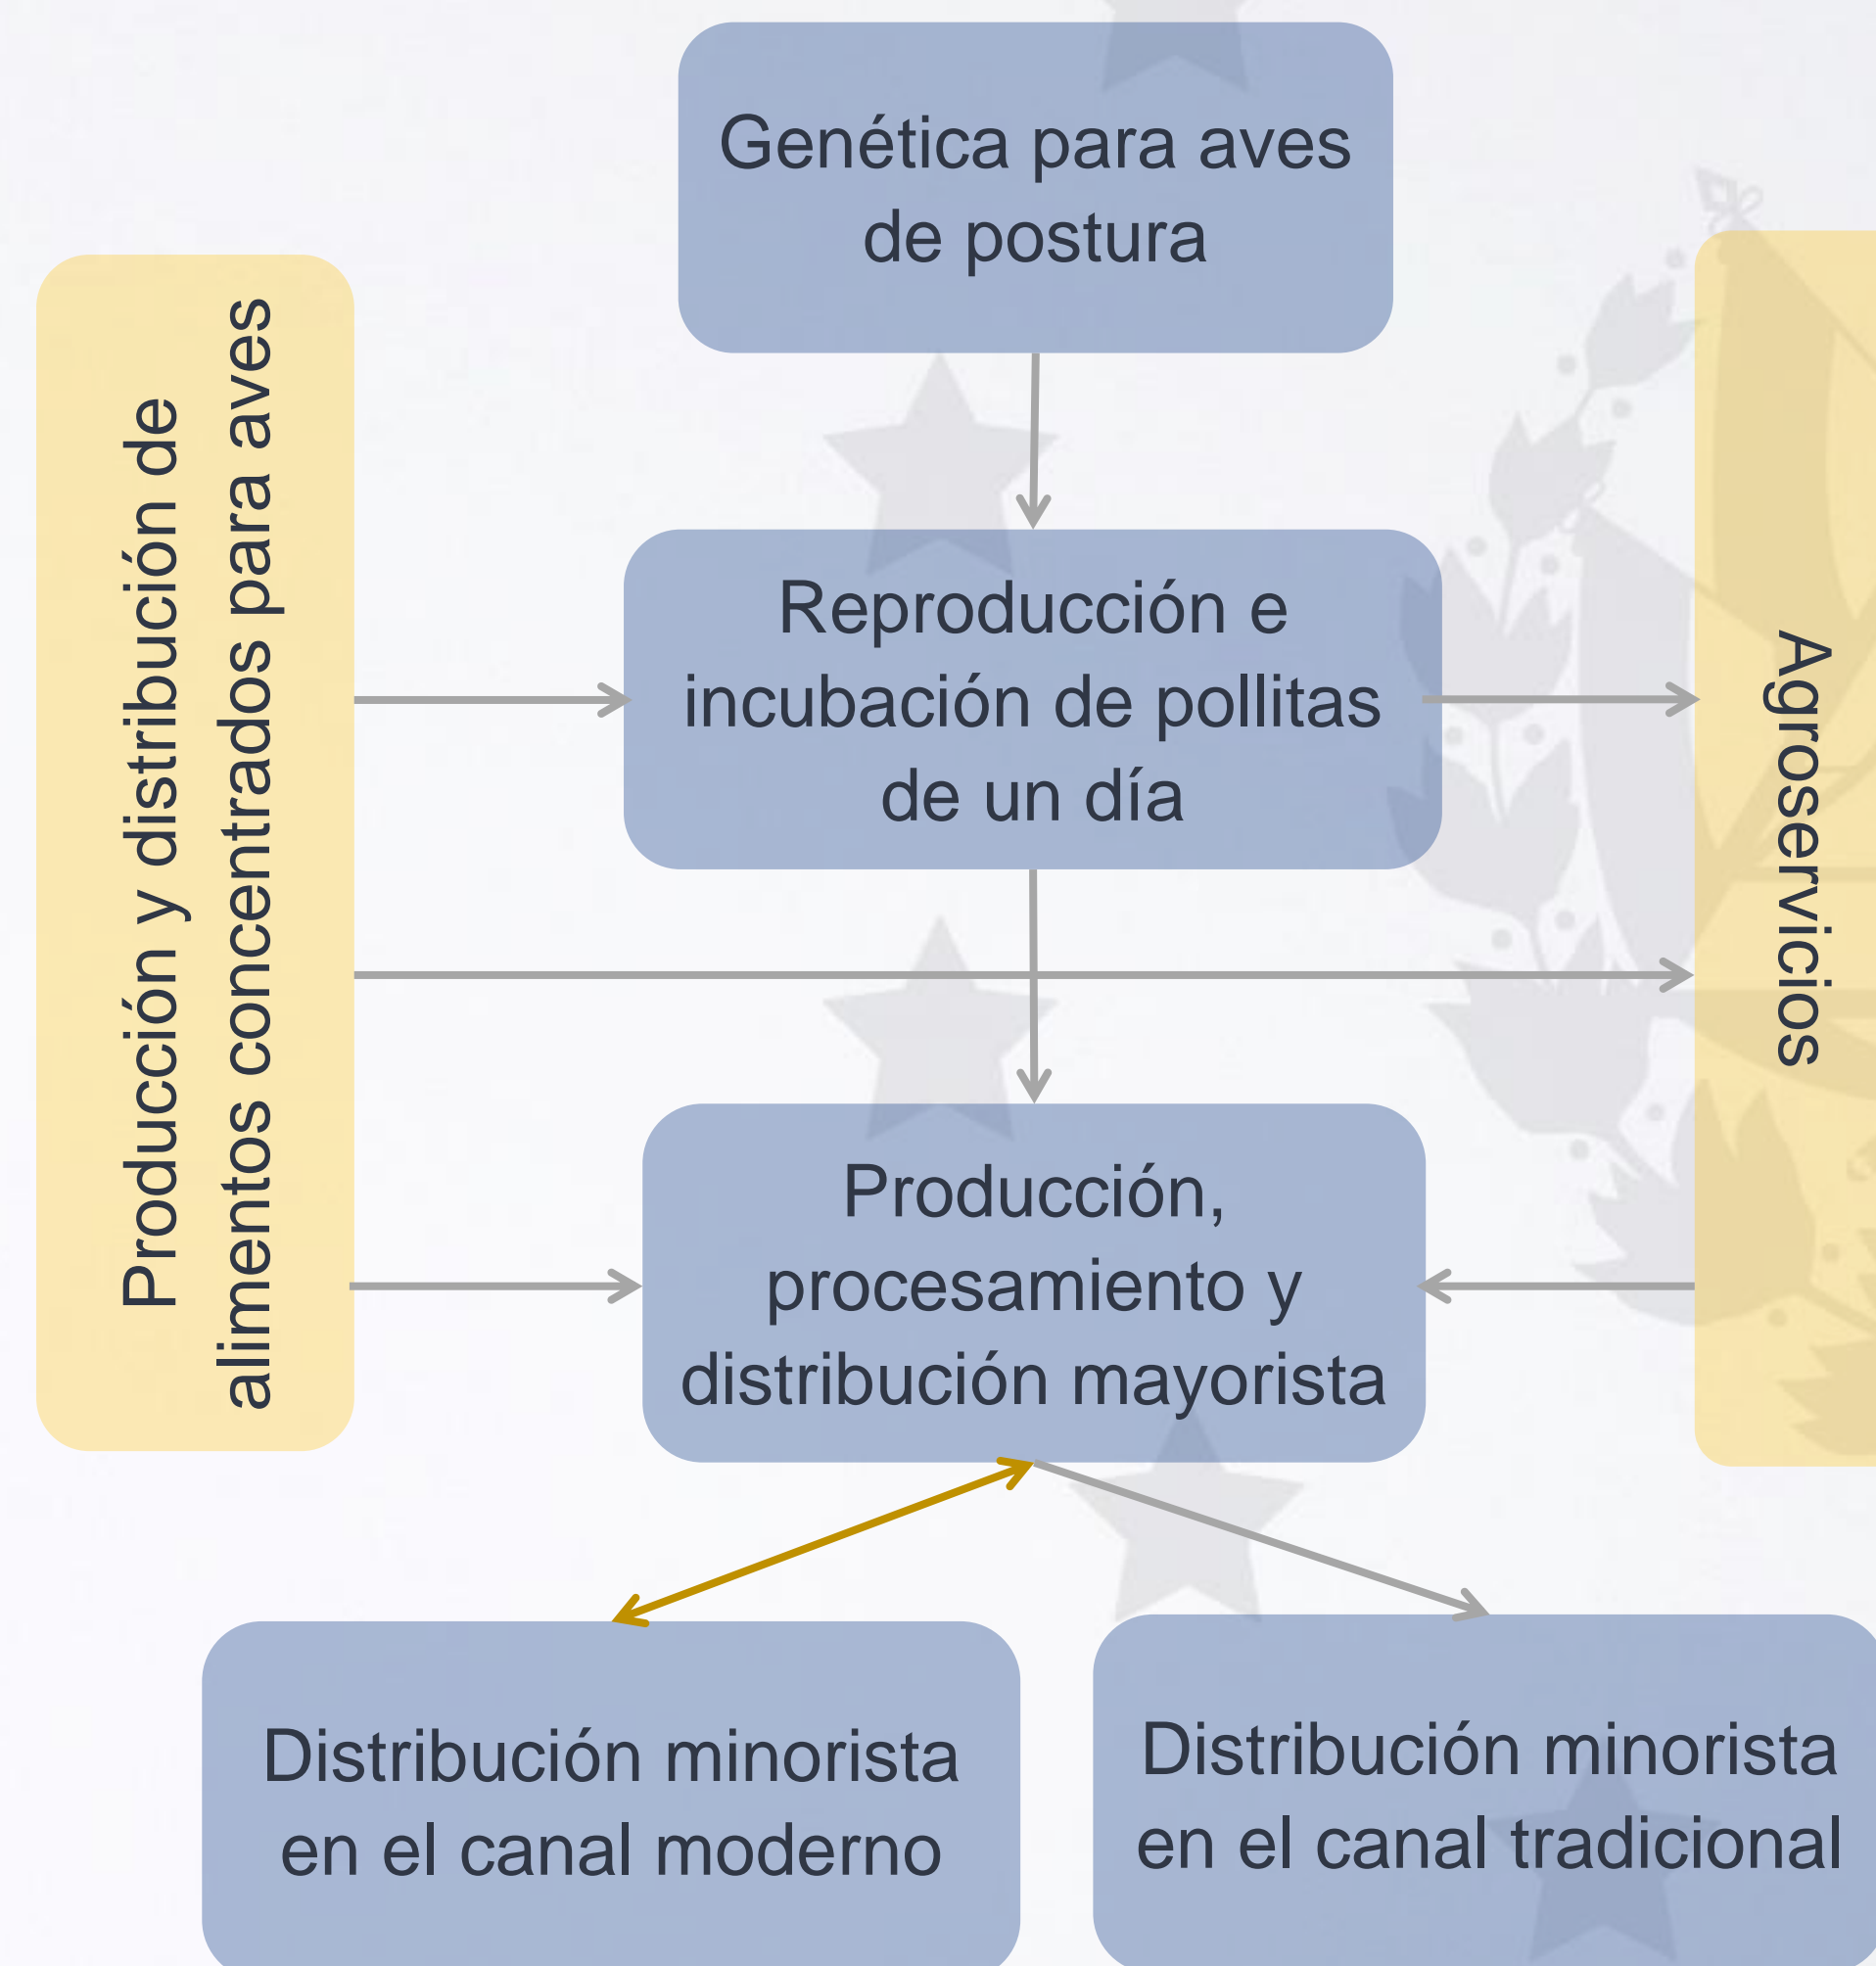 Genética para aves
de postura
Producción y distribución de
alimentos concentrados para aves
Reproducción e
incubación de pollitas
de un día
Agroservicios
Producción,
procesamiento y
distribución mayorista
Distribución minorista
en el canal moderno
Distribución minorista
en el canal tradicional